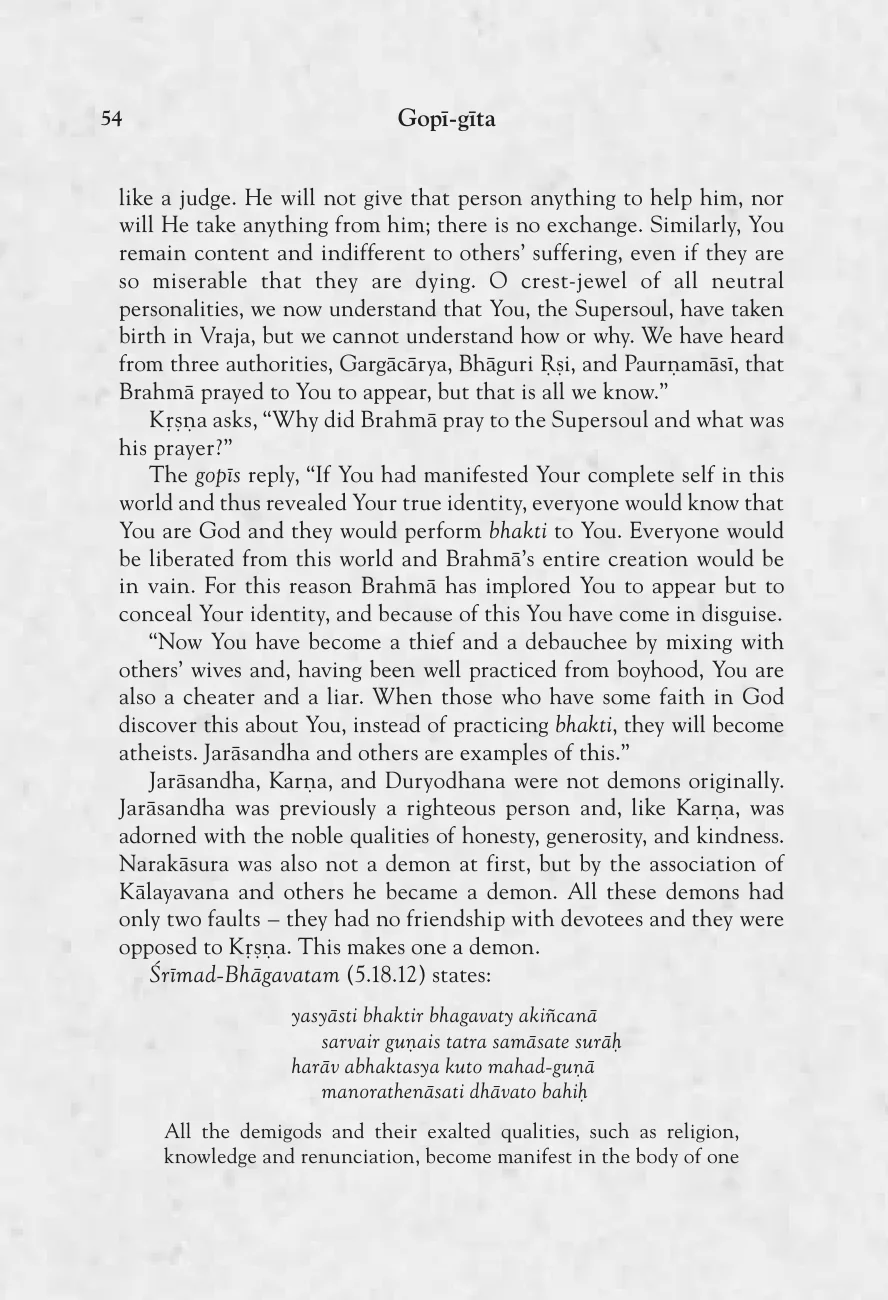 54
Gopī-gīta
like a judge. He will not give that person anything to help him, nor
will He take anything from him; there is no exchange. Similarly, You
remain content and indifferent to others’ suffering, even if they are
so miserable that they are dying. O crest-jewel of all neutral
personalities, we now understand that You, the Supersoul, have taken
birth in Vraja, but we cannot understand how or why. We have heard
from three authorities, Gargācārya, Bhāguri Ṛṣi, and Paurṇamāsī, that
Brahmā prayed to You to appear, but that is all we know.”
Kṛṣṇa asks, “Why did Brahmā pray to the Supersoul and what was
his prayer?”
The gopīs reply, “If You had manifested Your complete self in this
world and thus revealed Your true identity, everyone would know that
You are God and they would perform bhakti to You. Everyone would
be liberated from this world and Brahmā’s entire creation would be
in vain. For this reason Brahmā has implored You to appear but to
conceal Your identity, and because of this You have come in disguise.
“Now You have become a thief and a debauchee by mixing with
others’ wives and, having been well practiced from boyhood, You are
also a cheater and a liar. When those who have some faith in God
discover this about You, instead of practicing bhakti, they will become
atheists. Jarāsandha and others are examples of this.”
Jarāsandha, Karṇa, and Duryodhana were not demons originally.
Jarāsandha was previously a righteous person and, like Karṇa, was
adorned with the noble qualities of honesty, generosity, and kindness.
Narakāsura was also not a demon at first, but by the association of
Kālayavana and others he became a demon. All these demons had
only two faults – they had no friendship with devotees and they were
opposed to Kṛṣṇa. This makes one a demon.
Śrīmad-Bhāgavatam (5.18.12) states:
yasyāsti bhaktir bhagavaty akiñcanā
sarvair guṇais tatra samāsate surāḥ
harāv abhaktasya kuto mahad-guṇā
manorathenāsati dhāvato bahiḥ
All the demigods and their exalted qualities, such as religion,
knowledge and renunciation, become manifest in the body of one